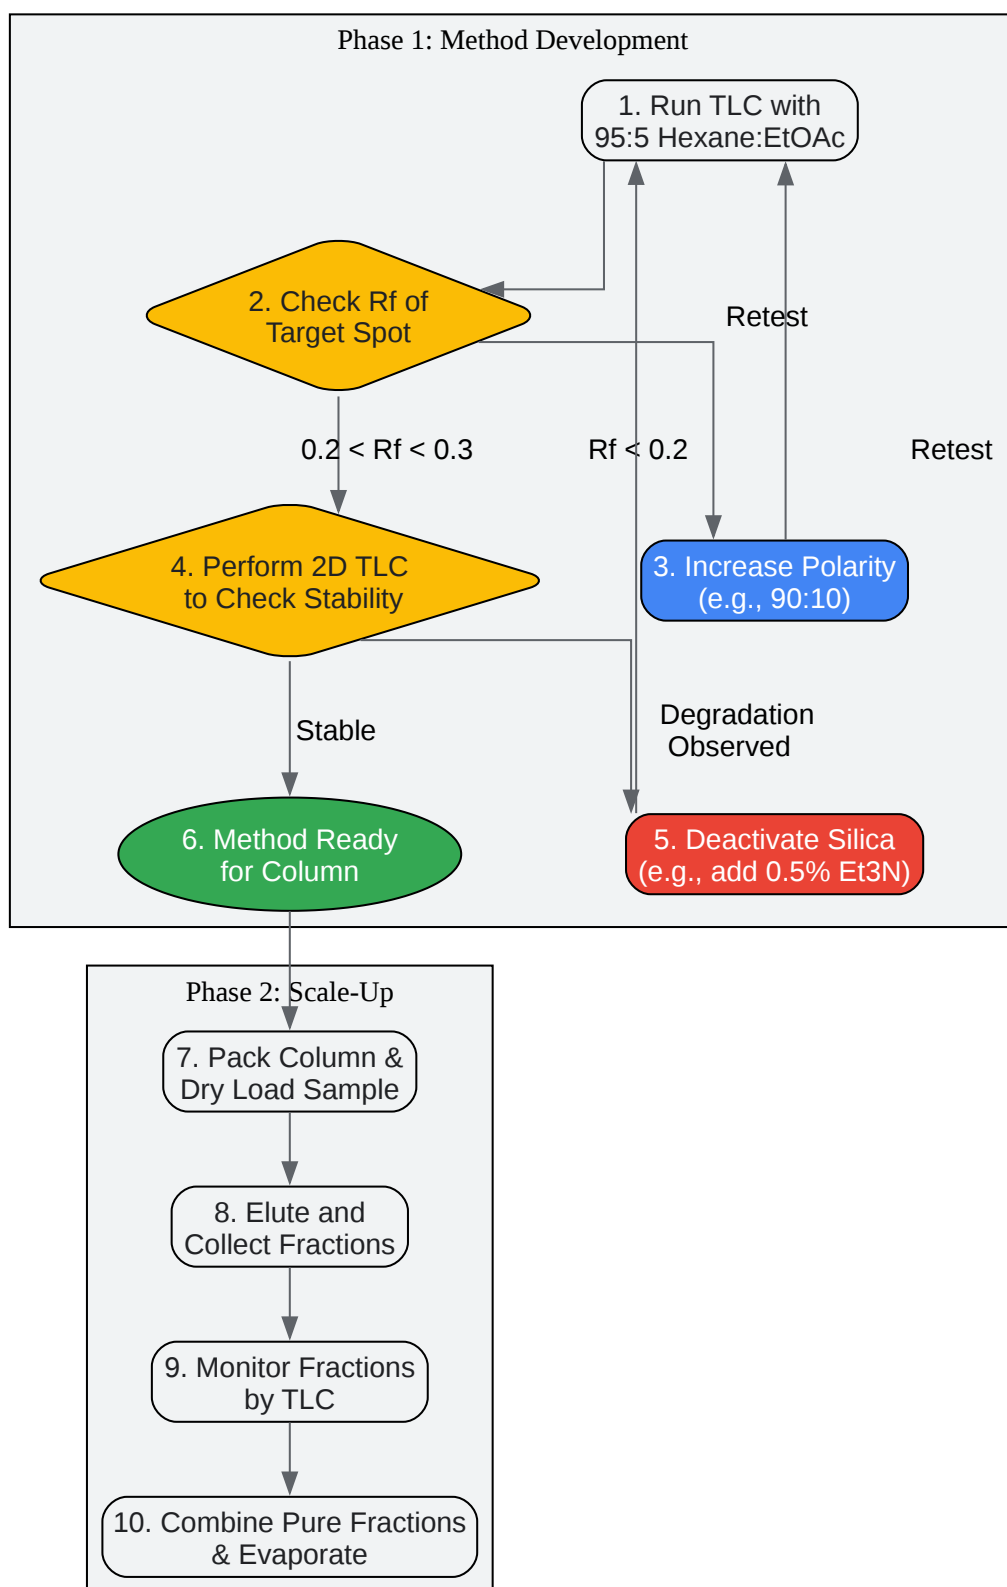 Phase 1: Method Development
1. Run TLC with
95:5 Hexane:EtOAc
2. Check Rf of
Target Spot
Retest
0.2 < Rf < 0.3
Rf < 0.2
Retest
4. Perform 2D TLC
to Check Stability
3. Increase Polarity
(e.g., 90:10)
Stable
Degradation
Observed
6. Method Ready
for Column
5. Deactivate Silica
(e.g., add 0.5% Et3N)
Phase 2: Scale-Up
7. Pack Column &
Dry Load Sample
8. Elute and
Collect Fractions
9. Monitor Fractions
by TLC
10. Combine Pure Fractions
& Evaporate